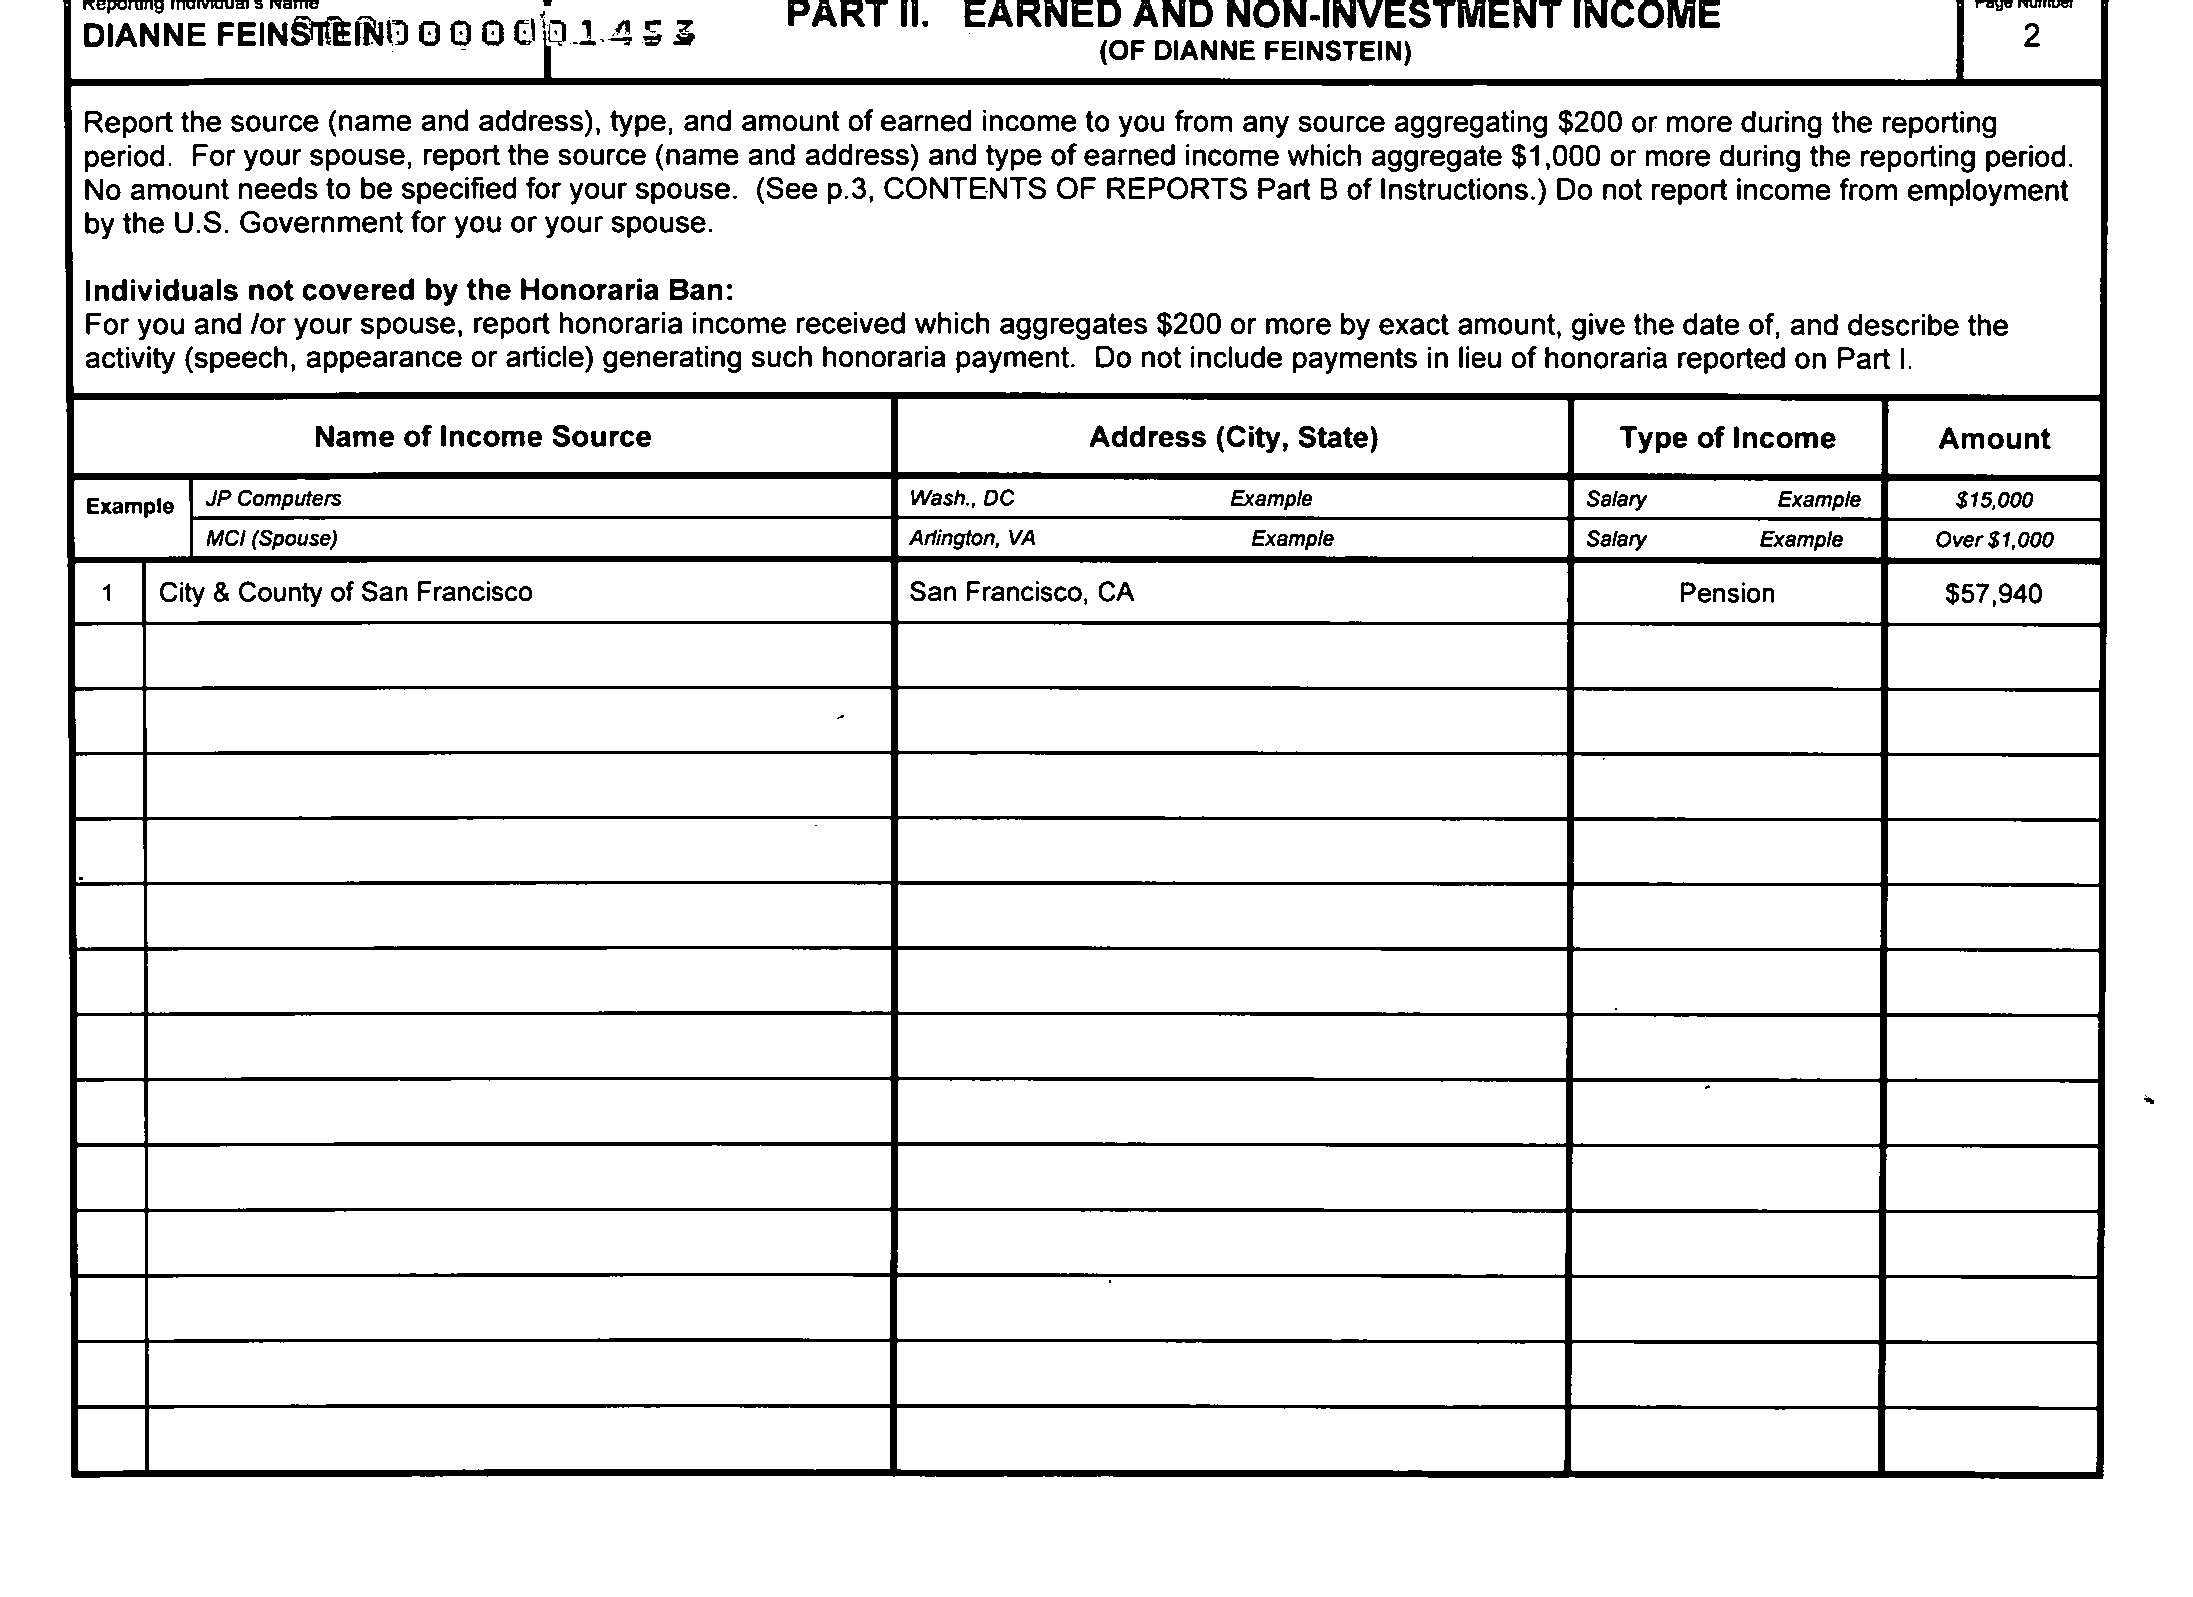 Reporting Individual's Name
DIANNE FEINSTEIN
PART II. EARNED AND NON-INVESTMENT INCOME
(OF DIANNE FEINSTEIN)
Page Number
2
Report the source (name and address), type, and amount of earned income to you from any source aggregating $200 or more during the reporting
period. For your spouse, report the source (name and address) and type of earned income which aggregate $1,000 or more during the reporting period.
No amount needs to be specified for your spouse. (See p.3, CONTENTS OF REPORTS Part B of Instructions.) Do not report income from employment
by the U.S. Government for you or your spouse.
Individuals not covered by the Honoraria Ban:
For you and /or your spouse, report honoraria income received which aggregates $200 or more by exact amount, give the date of, and describe the
activity (speech, appearance or article) generating such honoraria payment. Do not include payments in lieu of honoraria reported on Part I.
Name of Income Source Address (City, State) Type of Income Amount
Example JP Computers Wash., DC Example Salary Example $15,000
MCI (Spouse) Arlington, VA Example Salary Example Over $1,000
1 City & County of San Francisco San Francisco, CA Pension $57,940